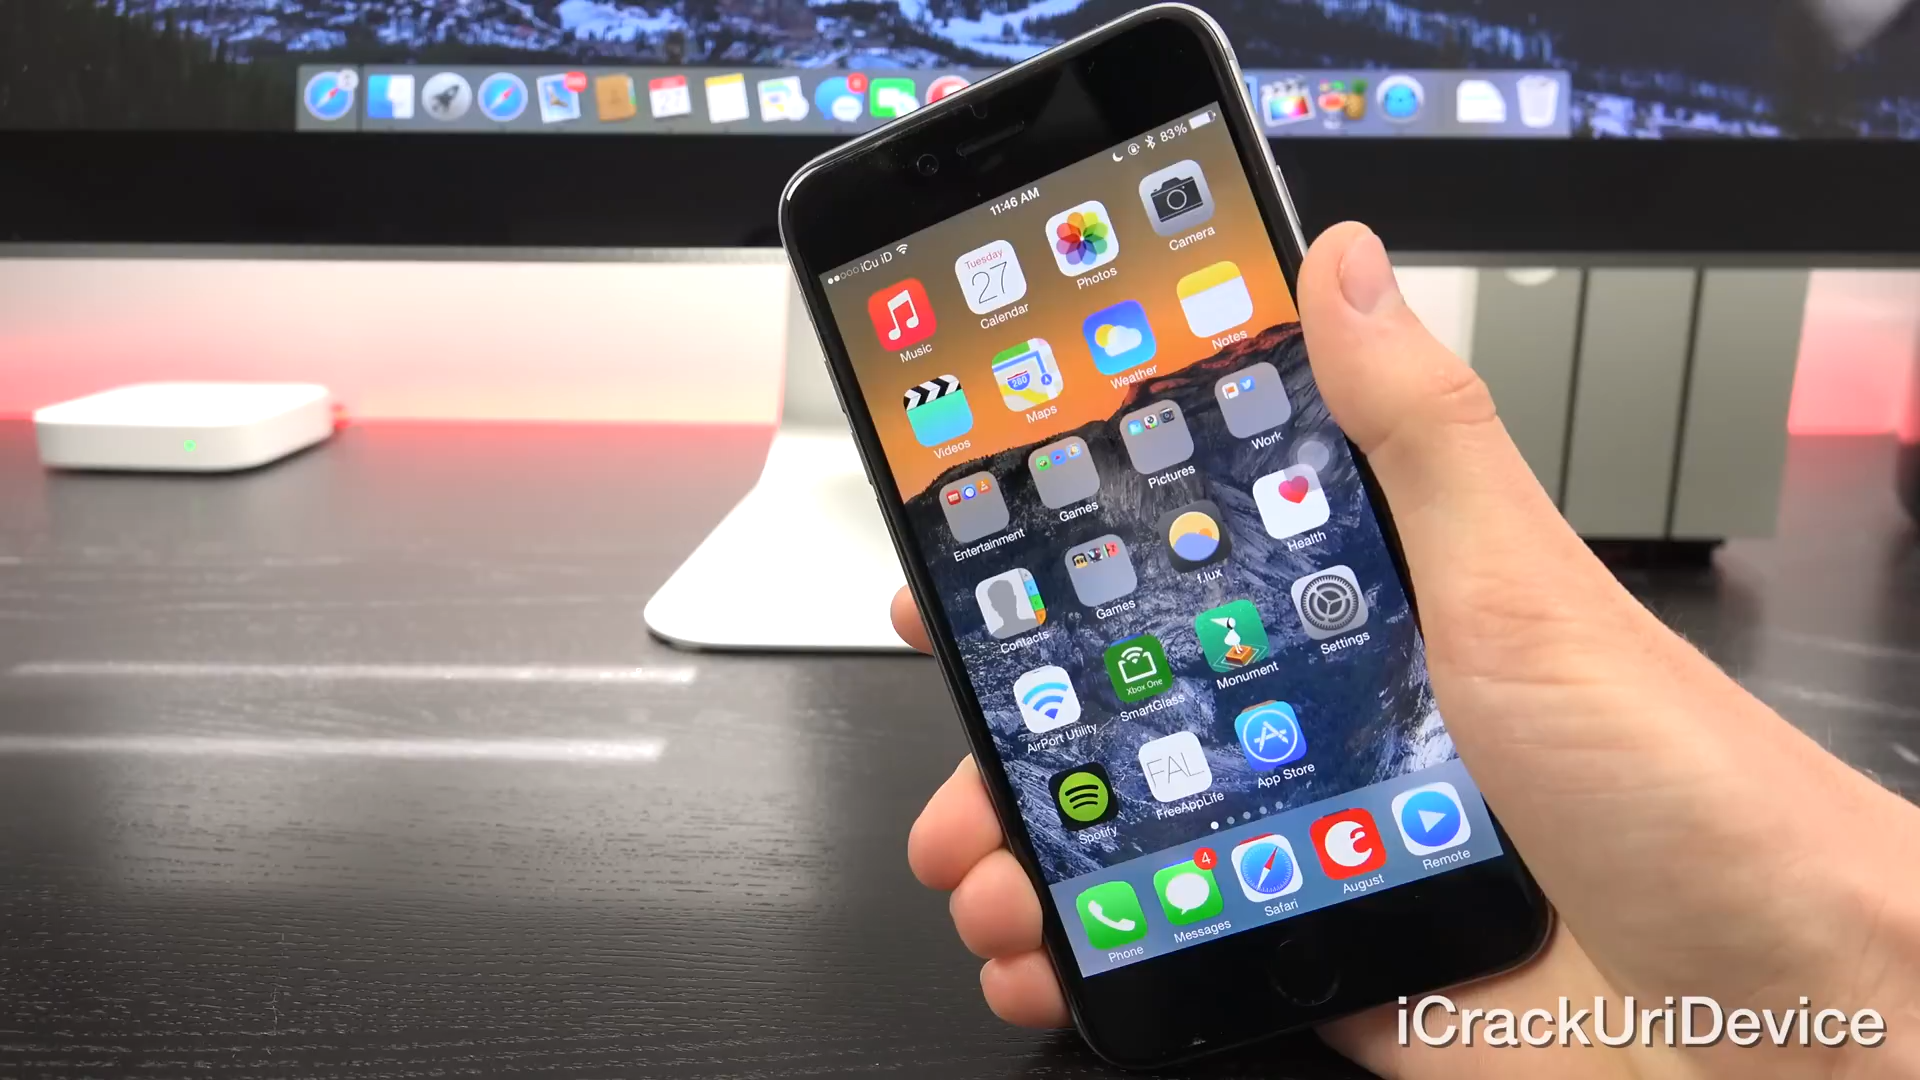 27
●●○○○ iCu iD 11:46 AM 83%
Music
Tuesday
27
Calendar
Photos
Camera
Videos
280
Maps
Weather
Notes
Entertainment
Games
Pictures
Work
Contacts
Games
f.lux
Health
AirPort Utility
Xbox One
SmartGlass
Monument
Settings
Spotify
FAL
FreeAppLife
App Store
Phone
4
Messages
Safari
August
Remote
iCrackUriDevice